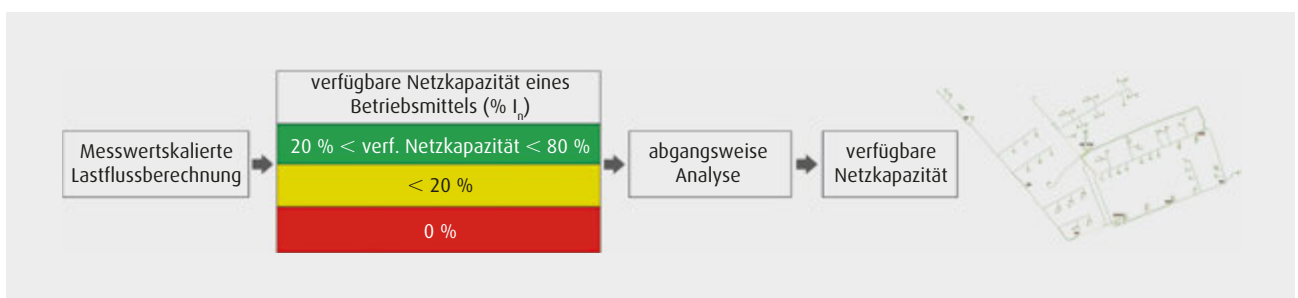 Messwertskalierte
Lastflussberechnung
verfügbare Netzkapazität eines
Betriebsmittels (% Iₙ)
20 % < verf. Netzkapazität < 80 %
< 20 %
0 %
abgangsweise
Analyse
verfügbare
Netzkapazität